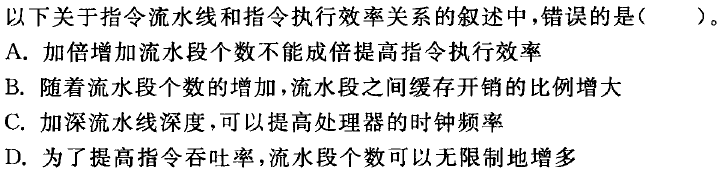 以下关于指令流水线和指令执行效率关系的叙述中,错误的是(　　)。
A. 加倍增加流水段个数不能成倍提高指令执行效率
B. 随着流水段个数的增加,流水段之间缓存开销的比例增大
C. 加深流水线深度,可以提高处理器的时钟频率
D. 为了提高指令吞吐率,流水段个数可以无限制地增多